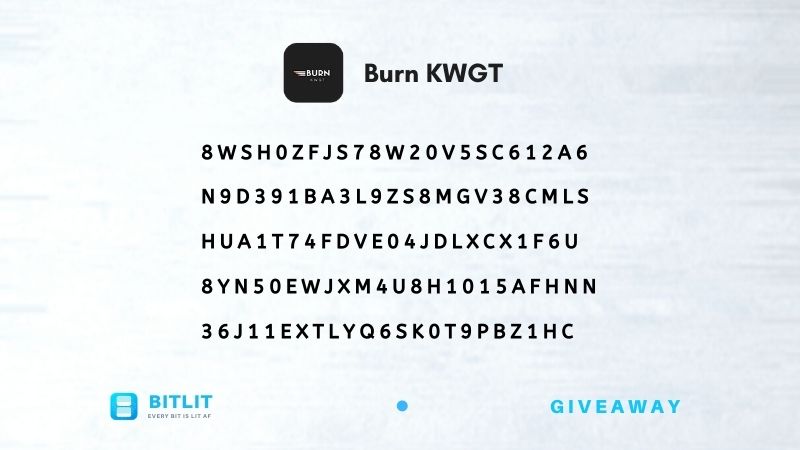 BURN
KWGT
Burn KWGT
8WSH0ZFJS78W20V5SC612A6
N9D391BA3L9ZS8MGV38CMLS
HUA1T74FDVE04JDLXCX1F6U
8YN50EWJXM4U8H1015AFHNN
36J11EXTLYQ6SK0T9PBZ1HC
BITLIT
EVERY BIT IS LIT AF
GIVEAWAY